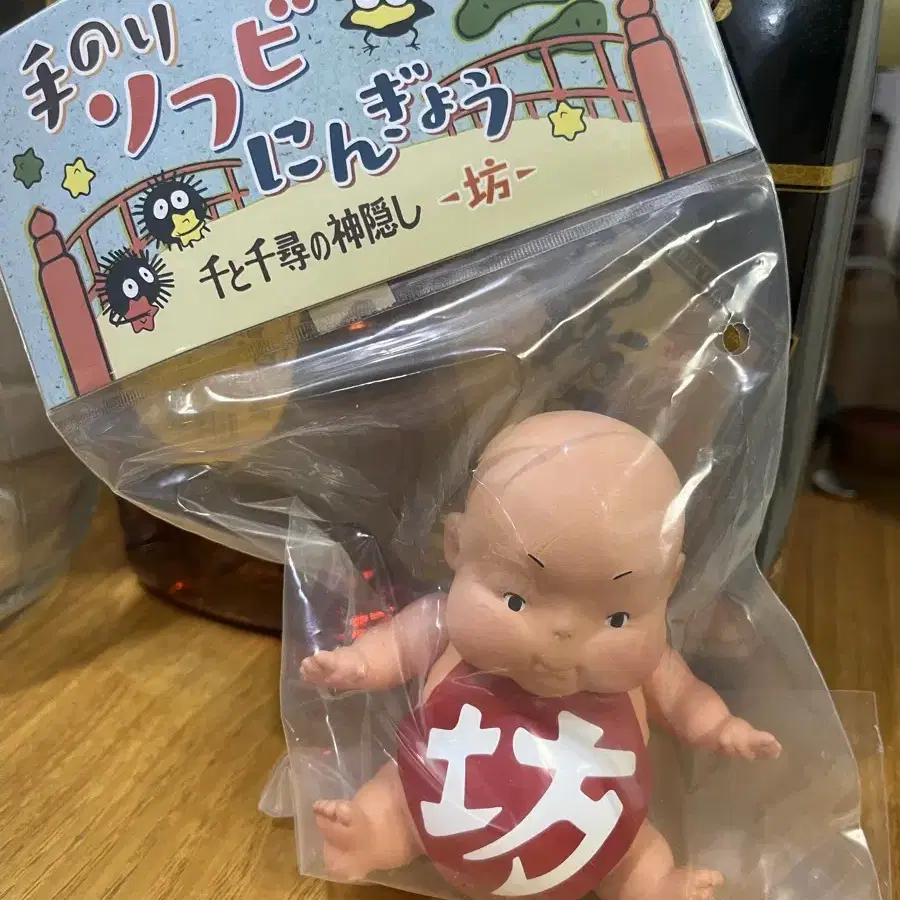 手のり
ソフビ
にんぎょう
千と千尋の神隠し
-坊-
坊